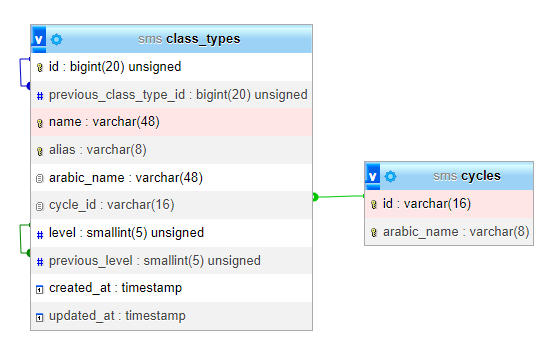 v sms class_types
id : bigint(20) unsigned
# previous_class_type_id : bigint(20) unsigned
name : varchar(48)
alias : varchar(8)
arabic_name : varchar(48)
cycle_id : varchar(16)
# level : smallint(5) unsigned
# previous_level : smallint(5) unsigned
created_at : timestamp
updated_at : timestamp
v sms cycles
id : varchar(16)
arabic_name : varchar(8)